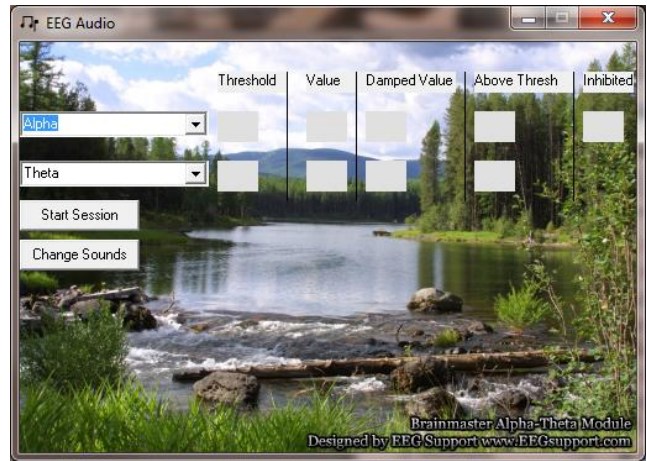 EEG Audio
Threshold Value Damped Value Above Thresh Inhibited
Alpha
Theta
Start Session
Change Sounds
Brainmaster Alpha-Theta Module
Designed by EEG Support www.EEGsupport.com